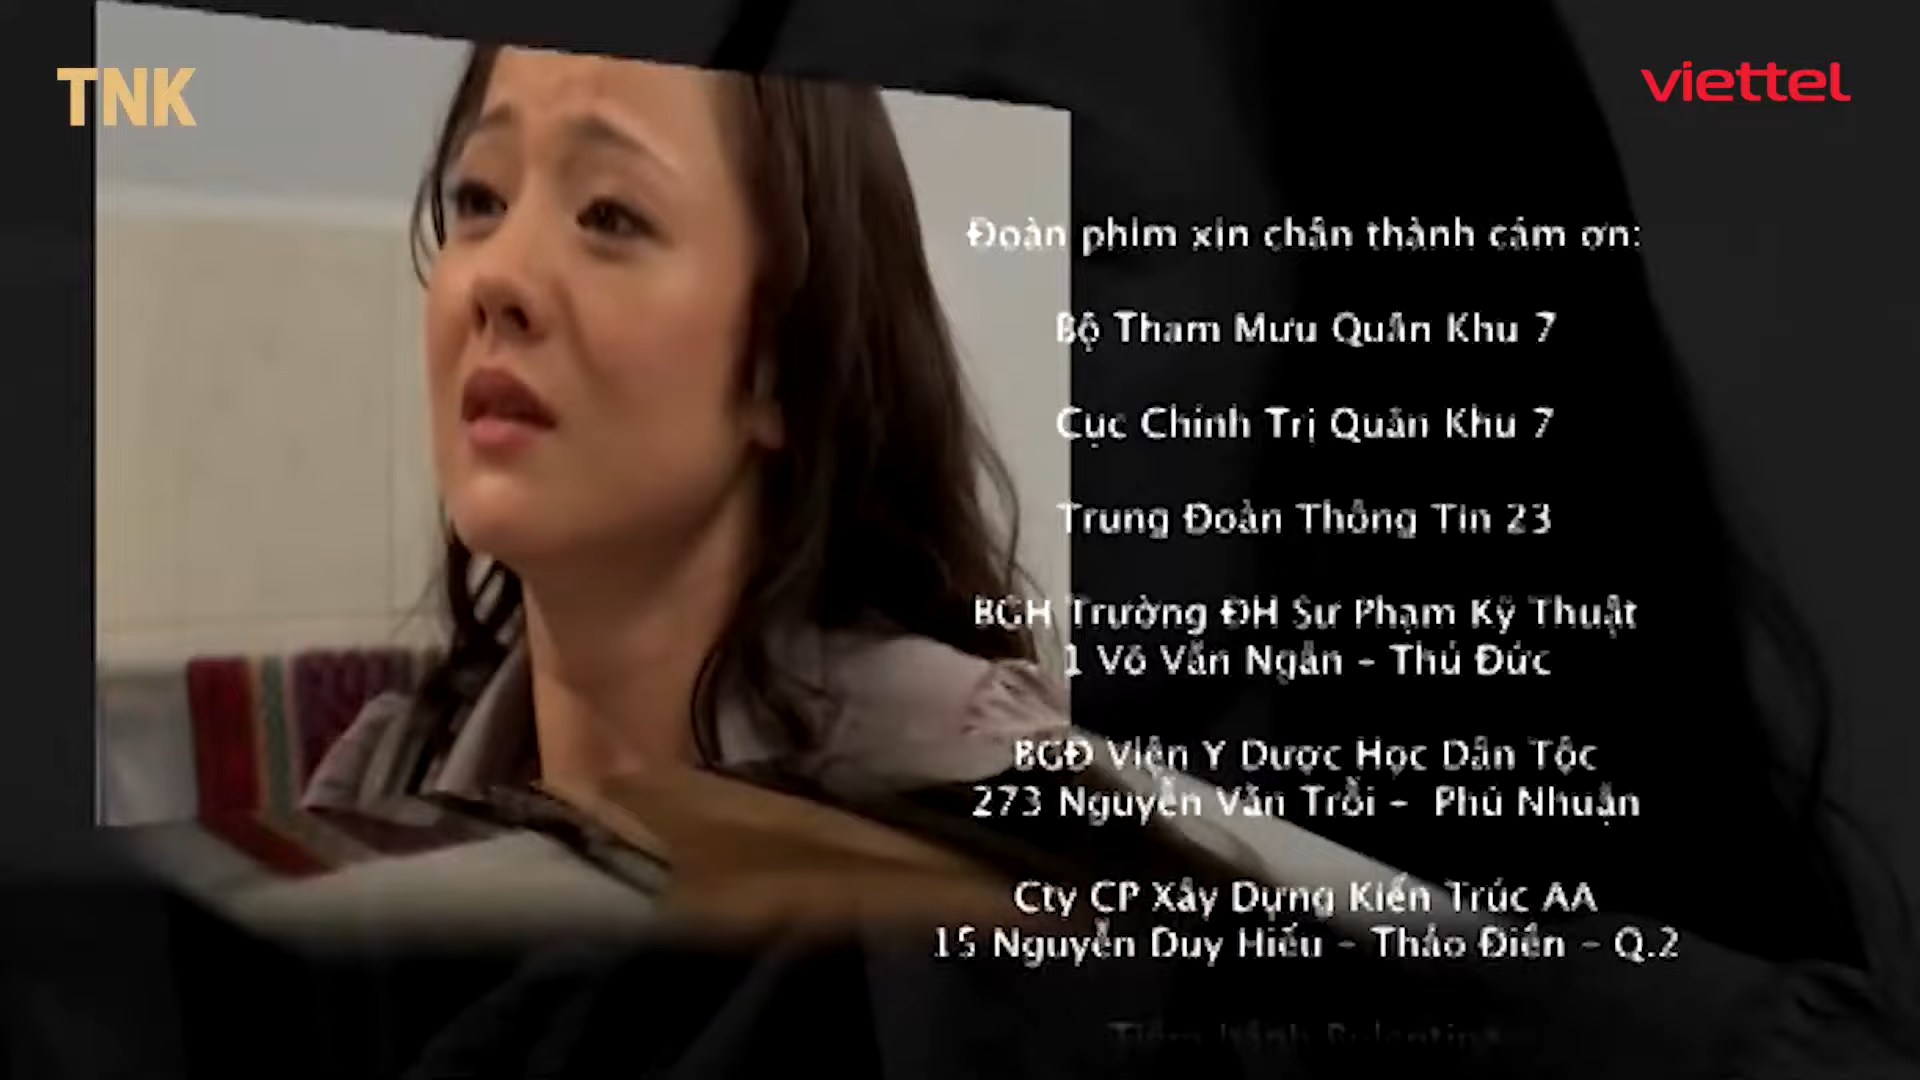 TNK
viettel
Đoàn phim xin chân thành cám ơn:
Bộ Tham Mưu Quân Khu 7
Cục Chính Trị Quân Khu 7
Trung Đoàn Thông Tin 23
BGH Trường ĐH Sư Phạm Kỹ Thuật
1 Võ Văn Ngân - Thủ Đức
BGĐ Viện Y Dược Học Dân Tộc
273 Nguyễn Văn Trỗi - Phú Nhuận
Cty CP Xây Dựng Kiến Trúc AA
15 Nguyễn Duy Hiếu - Thảo Điền - Q.2